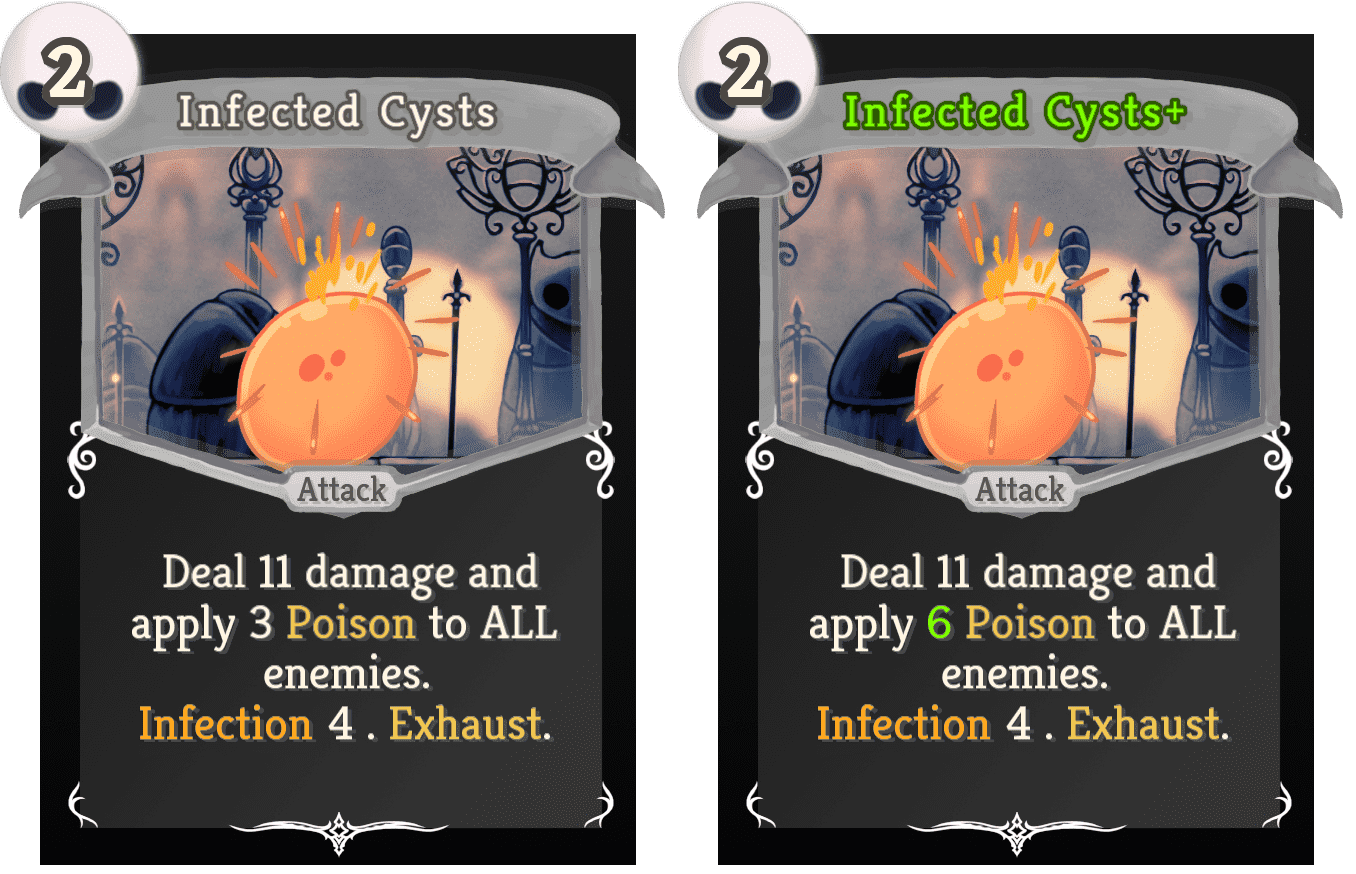 2
Infected Cysts
Attack
Deal 11 damage and
apply 3 Poison to ALL
enemies.
Infection 4 . Exhaust.
2
Infected Cysts+
Attack
Deal 11 damage and
apply 6 Poison to ALL
enemies.
Infection 4 . Exhaust.